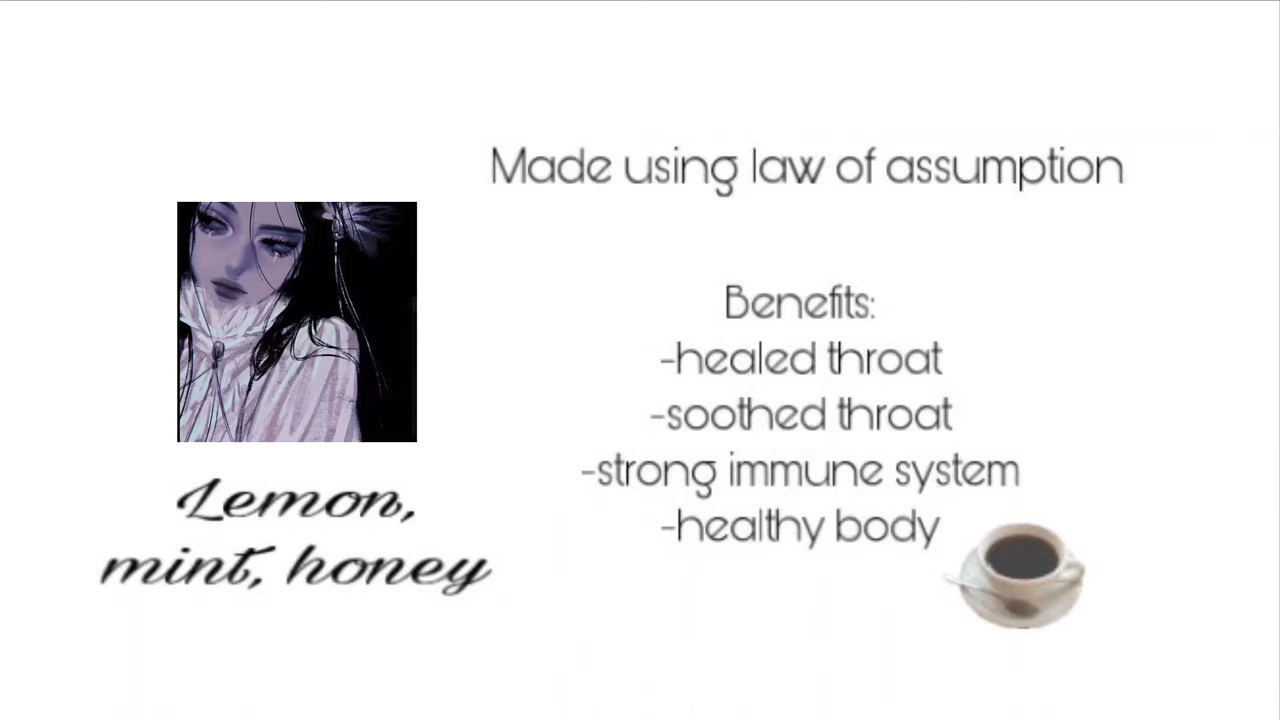 Made using law of assumption
Benefits:
-healed throat
-soothed throat
-strong immune system
-healthy body
Lemon,
mint, honey